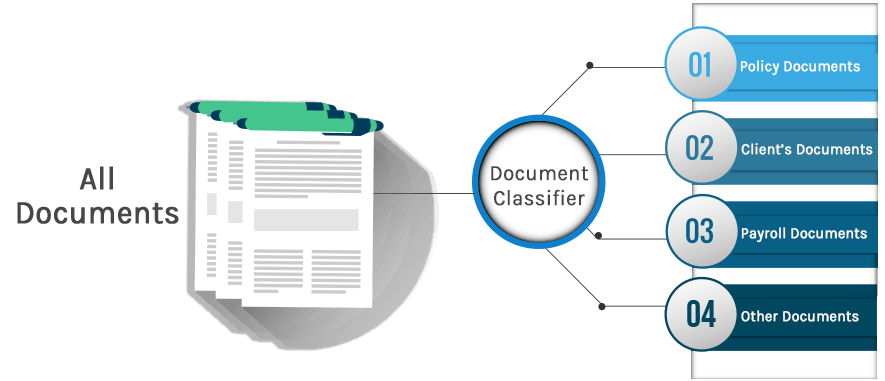 All
Documents
Document
Classifier
01
Policy Documents
02
Client's Documents
03
Payroll Documents
04
Other Documents